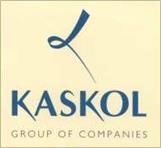 KASKOL
GROUP OF COMPANIES